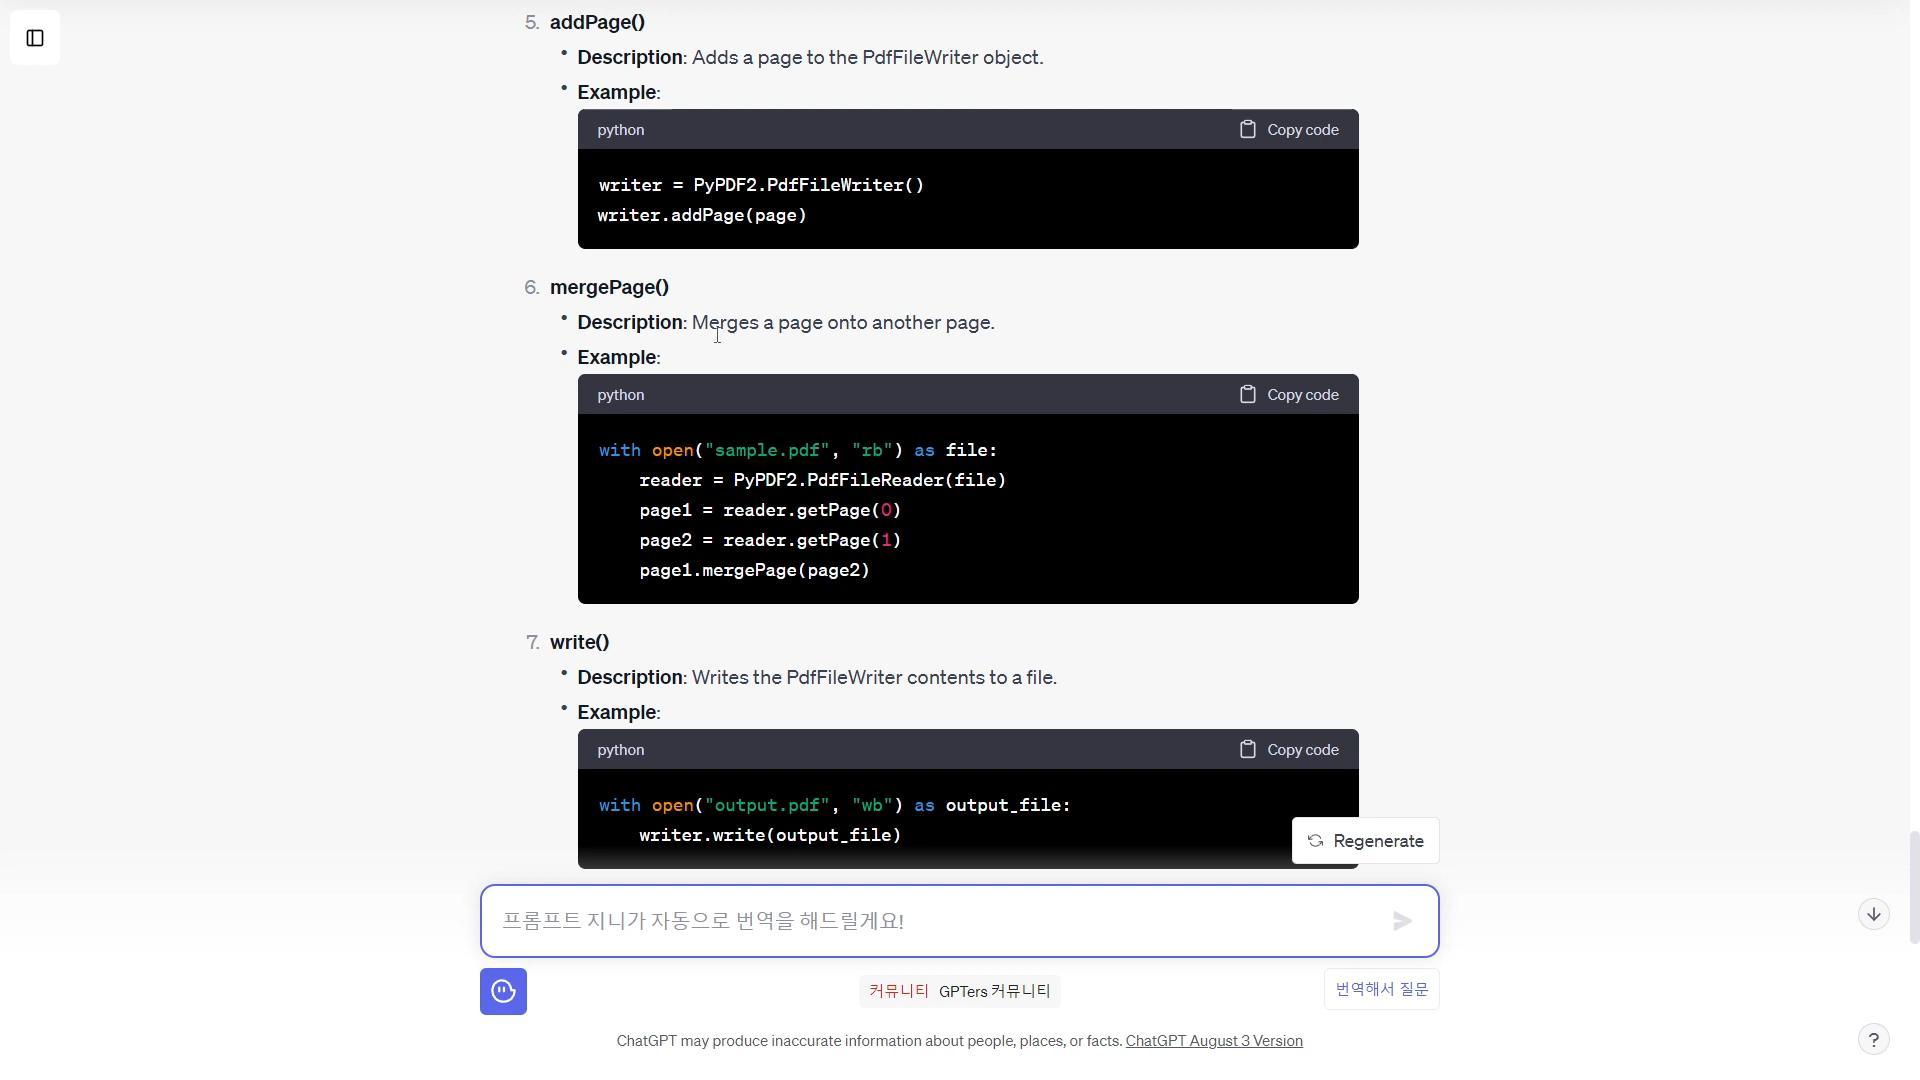 5. addPage()
• Description: Adds a page to the PdfFileWriter object.
• Example:
python
Copy code
writer = PyPDF2.PdfFileWriter()
writer.addPage(page)
6. mergePage()
• Description: Merges a page onto another page.
• Example:
python
Copy code
with open("sample.pdf", "rb") as file:
    reader = PyPDF2.PdfFileReader(file)
    page1 = reader.getPage(0)
    page2 = reader.getPage(1)
    page1.mergePage(page2)
7. write()
• Description: Writes the PdfFileWriter contents to a file.
• Example:
python
Copy code
with open("output.pdf", "wb") as output_file:
    writer.write(output_file)
Regenerate
프롬프트 지니가 자동으로 번역을 해드릴게요!
커뮤니티 GPTers 커뮤니티
번역해서 질문
ChatGPT may produce inaccurate information about people, places, or facts. ChatGPT August 3 Version
?